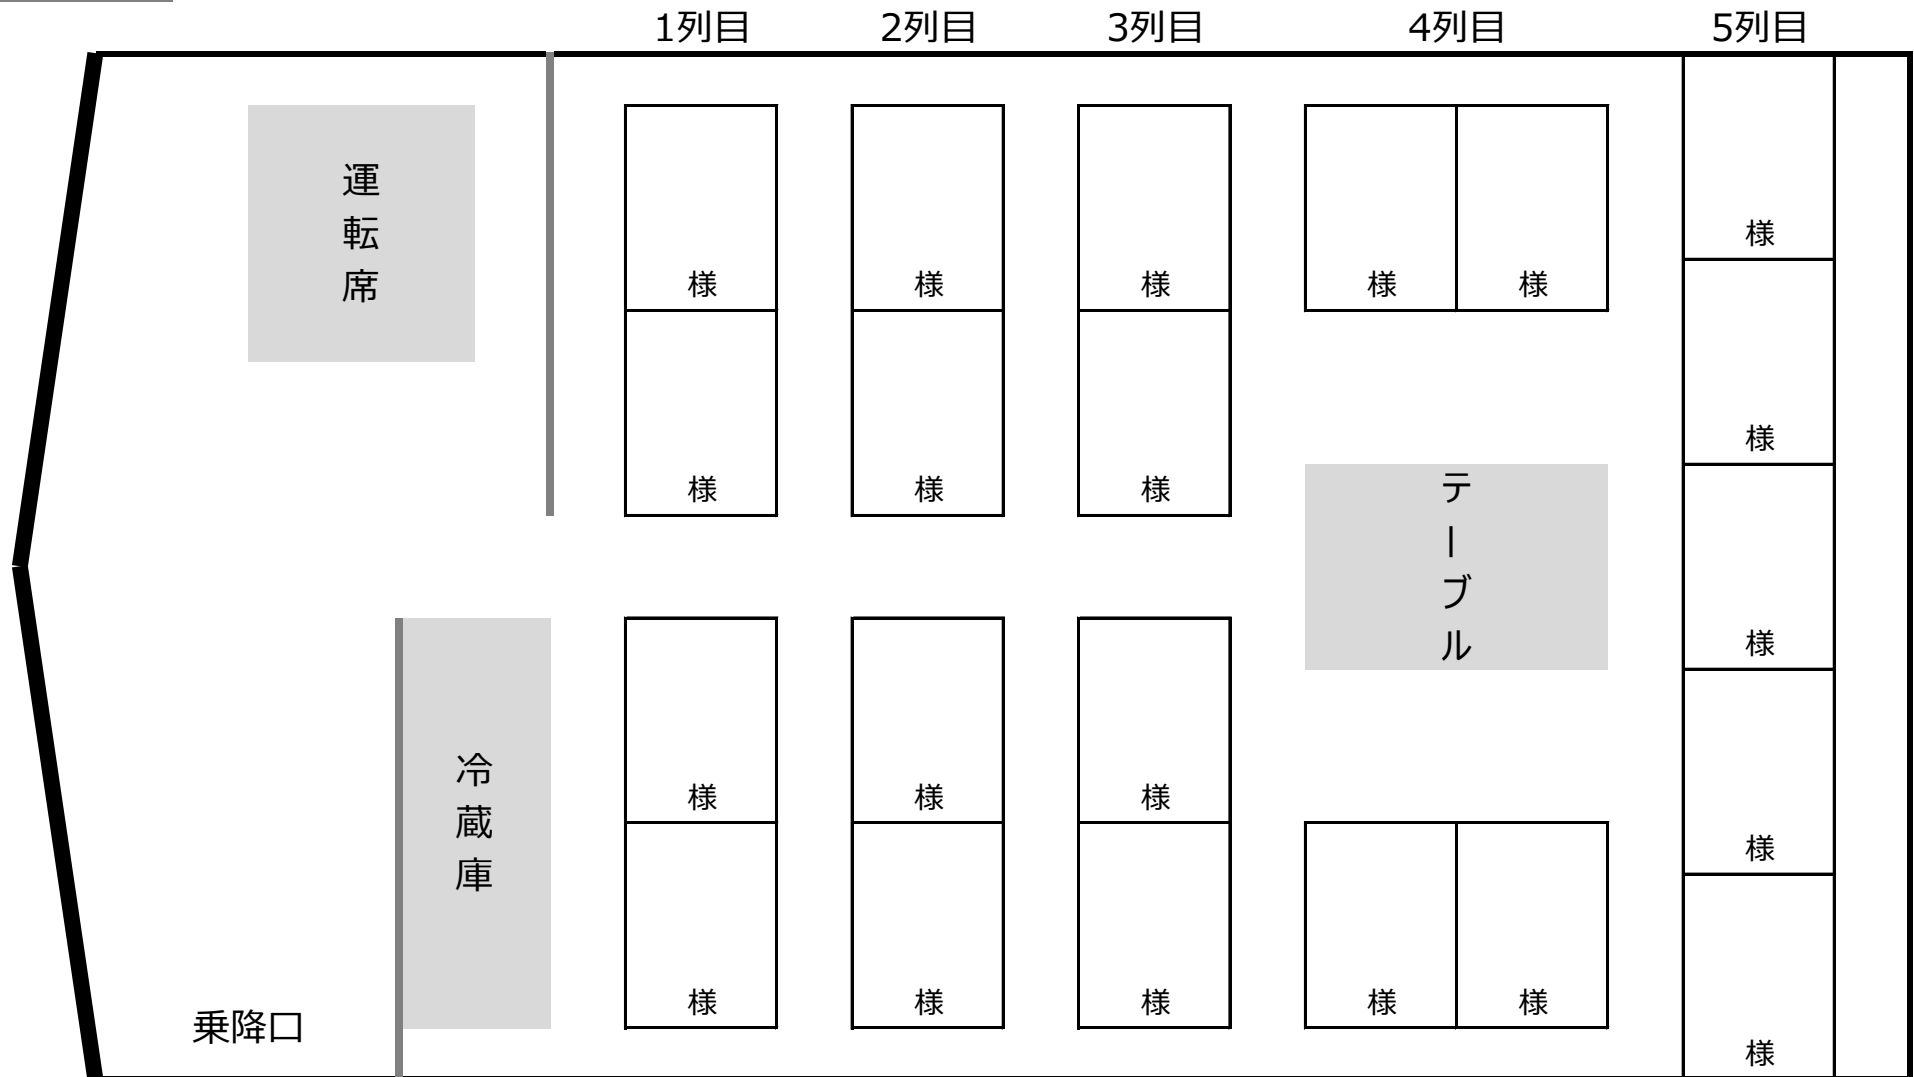 1列目 2列目 3列目 4列目 5列目
運転席
様
様 様 様 様 様
様
様 様 様
テーブル
様
冷蔵庫
様 様 様
様
様 様 様 様 様
乗降口
様